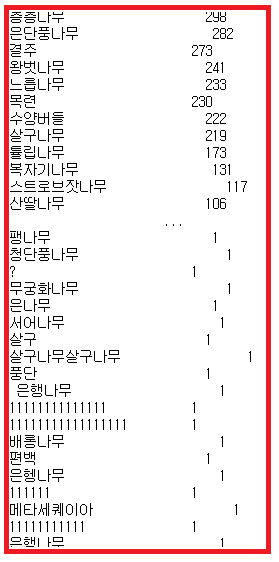 층층나무 298
은단풍나무 282
결주 273
왕벚나무 241
느릅나무 233
목련 230
수양버들 222
살구나무 219
튤립나무 173
복자기나무 131
스트로브잣나무 117
산딸나무 106
...
팽나무 1
청단풍나무 1
? 1
무궁화나무 1
은나무 1
서어나무 1
살구 1
살구나무살구나무 1
풍단 1
은행나무 1
11111111111111 1
11111111111111111 1
배롱나무 1
편백 1
은헹나무 1
111111 1
메타세쿼이아 1
11111111111 1
은행나무 1